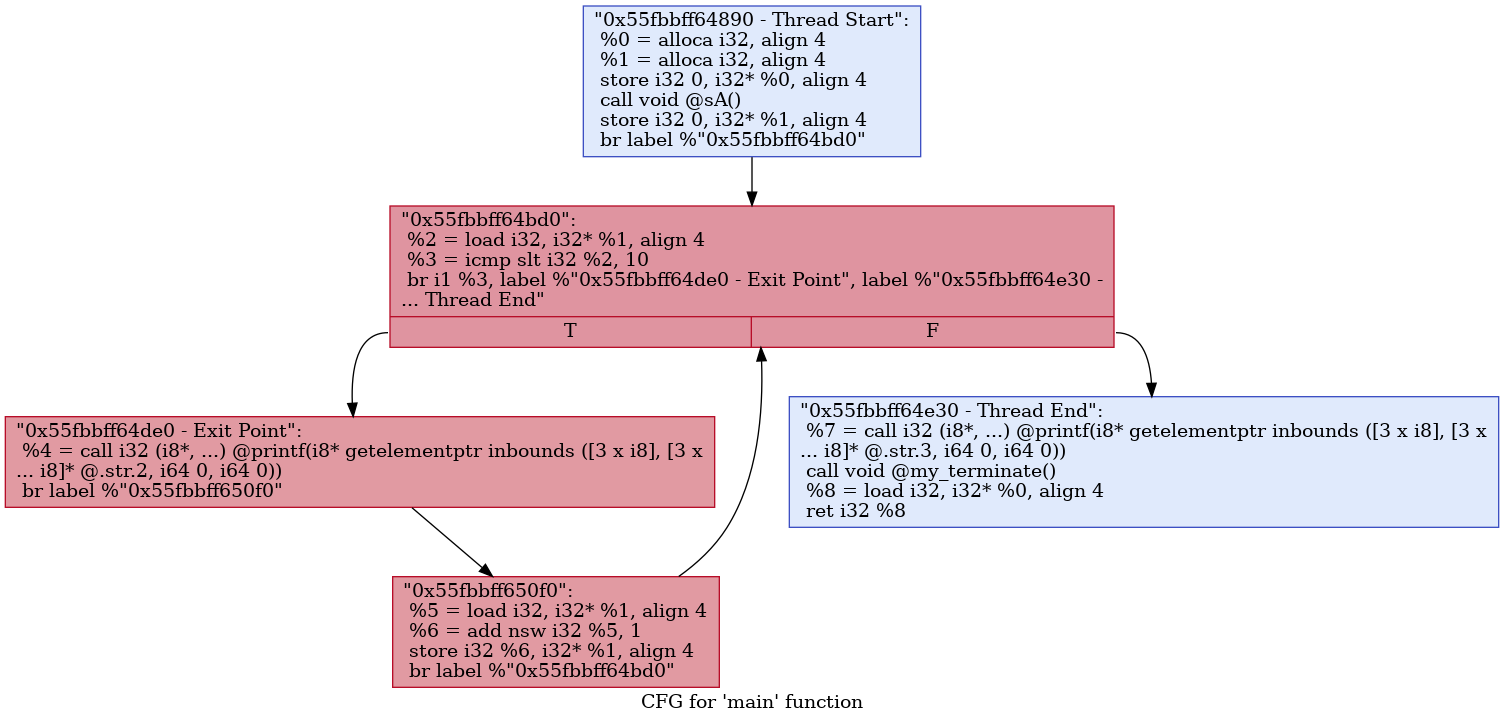 "0x55fbbff64890 - Thread Start":
%0 = alloca i32, align 4
%1 = alloca i32, align 4
store i32 0, i32* %0, align 4
call void @sA()
store i32 0, i32* %1, align 4
br label %"0x55fbbff64bd0"
"0x55fbbff64bd0":
%2 = load i32, i32* %1, align 4
%3 = icmp slt i32 %2, 10
br i1 %3, label %"0x55fbbff64de0 - Exit Point", label %"0x55fbbff64e30 -
... Thread End"
T
F
"0x55fbbff64de0 - Exit Point":
%4 = call i32 (i8*, ...) @printf(i8* getelementptr inbounds ([3 x i8], [3 x
... i8]* @.str.2, i64 0, i64 0))
br label %"0x55fbbff650f0"
"0x55fbbff64e30 - Thread End":
%7 = call i32 (i8*, ...) @printf(i8* getelementptr inbounds ([3 x i8], [3 x
... i8]* @.str.3, i64 0, i64 0))
call void @my_terminate()
%8 = load i32, i32* %0, align 4
ret i32 %8
"0x55fbbff650f0":
%5 = load i32, i32* %1, align 4
%6 = add nsw i32 %5, 1
store i32 %6, i32* %1, align 4
br label %"0x55fbbff64bd0"
CFG for 'main' function